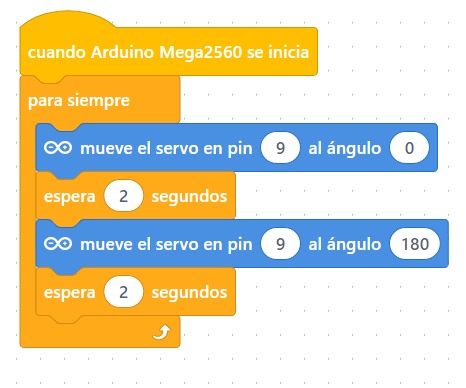 cuando Arduino Mega2560 se inicia
para siempre
mueve el servo en pin 9 al ángulo 0
espera 2 segundos
mueve el servo en pin 9 al ángulo 180
espera 2 segundos